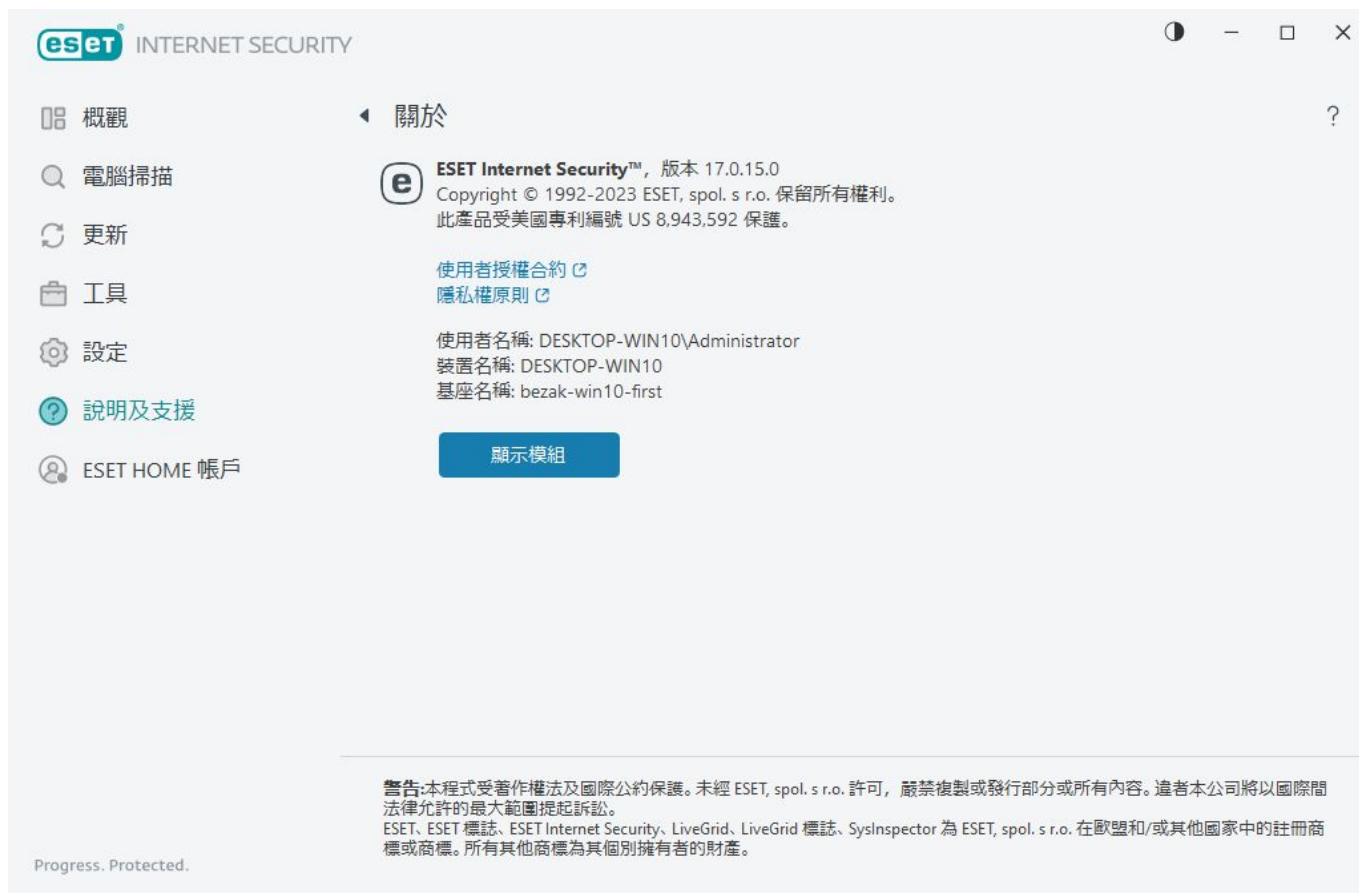 eset® INTERNET SECURITY
概觀
電腦掃描
更新
工具
設定
說明及支援
ESET HOME 帳戶
關於
?
ESET Internet Security™，版本 17.0.15.0
Copyright © 1992-2023 ESET, spol. s r.o. 保留所有權利。
此產品受美國專利編號 US 8,943,592 保護。
使用者授權合約
隱私權原則
使用者名稱: DESKTOP-WIN10\Administrator
裝置名稱: DESKTOP-WIN10
基座名稱: bezak-win10-first
顯示模組
警告:本程式受著作權法及國際公約保護。未經 ESET, spol. s r.o. 許可，嚴禁複製或發行部分或所有內容。違者本公司將以國際間
法律允許的最大範圍提起訴訟。
ESET、ESET 標誌、ESET Internet Security、LiveGrid、LiveGrid 標誌、SysInspector 為 ESET, spol. s r.o. 在歐盟和/或其他國家中的註冊商
標或商標。所有其他商標為其個別擁有者的財產。
Progress. Protected.